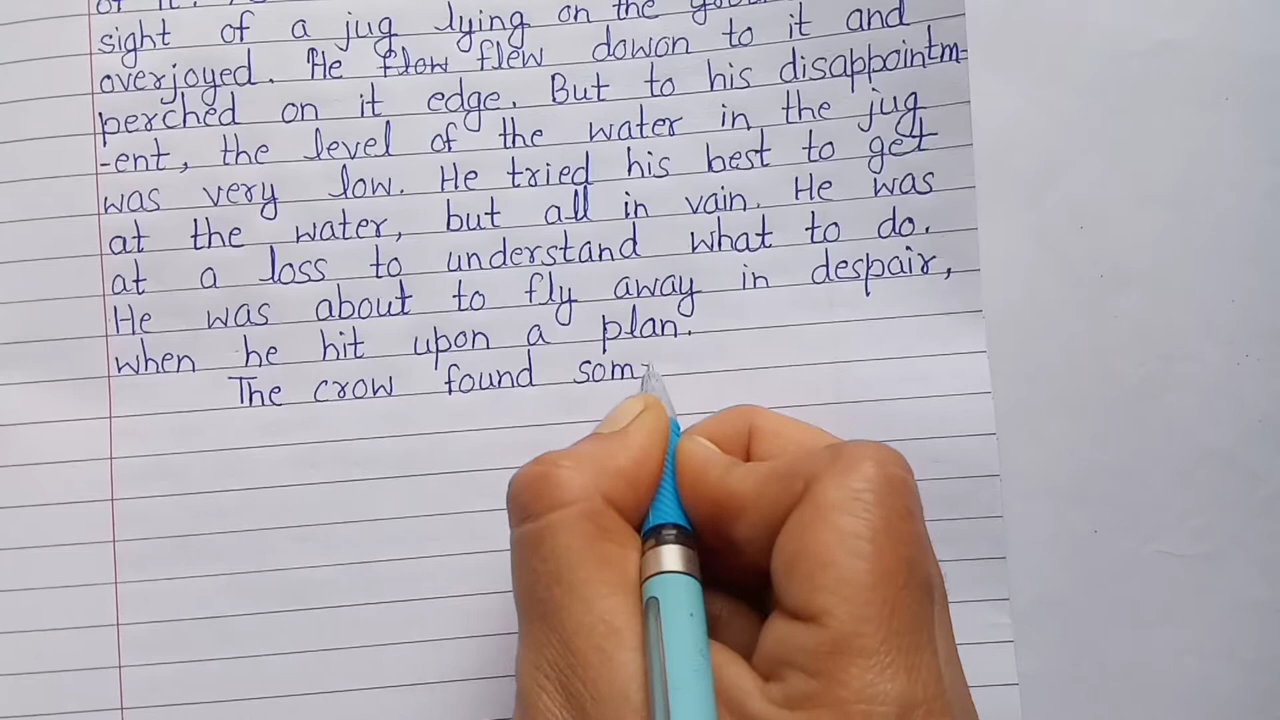 of it.
sight of a jug lying on the
overjoyed. He flow flew dowon to it and
perched on it edge. But to his disappointm-
-ent, the level of the water in the jug
was very low. He tried his best to get
at the water, but all in vain. He was
at a loss to understand what to do.
He was about to fly away in despair,
when he hit upon a plan.
The crow found som